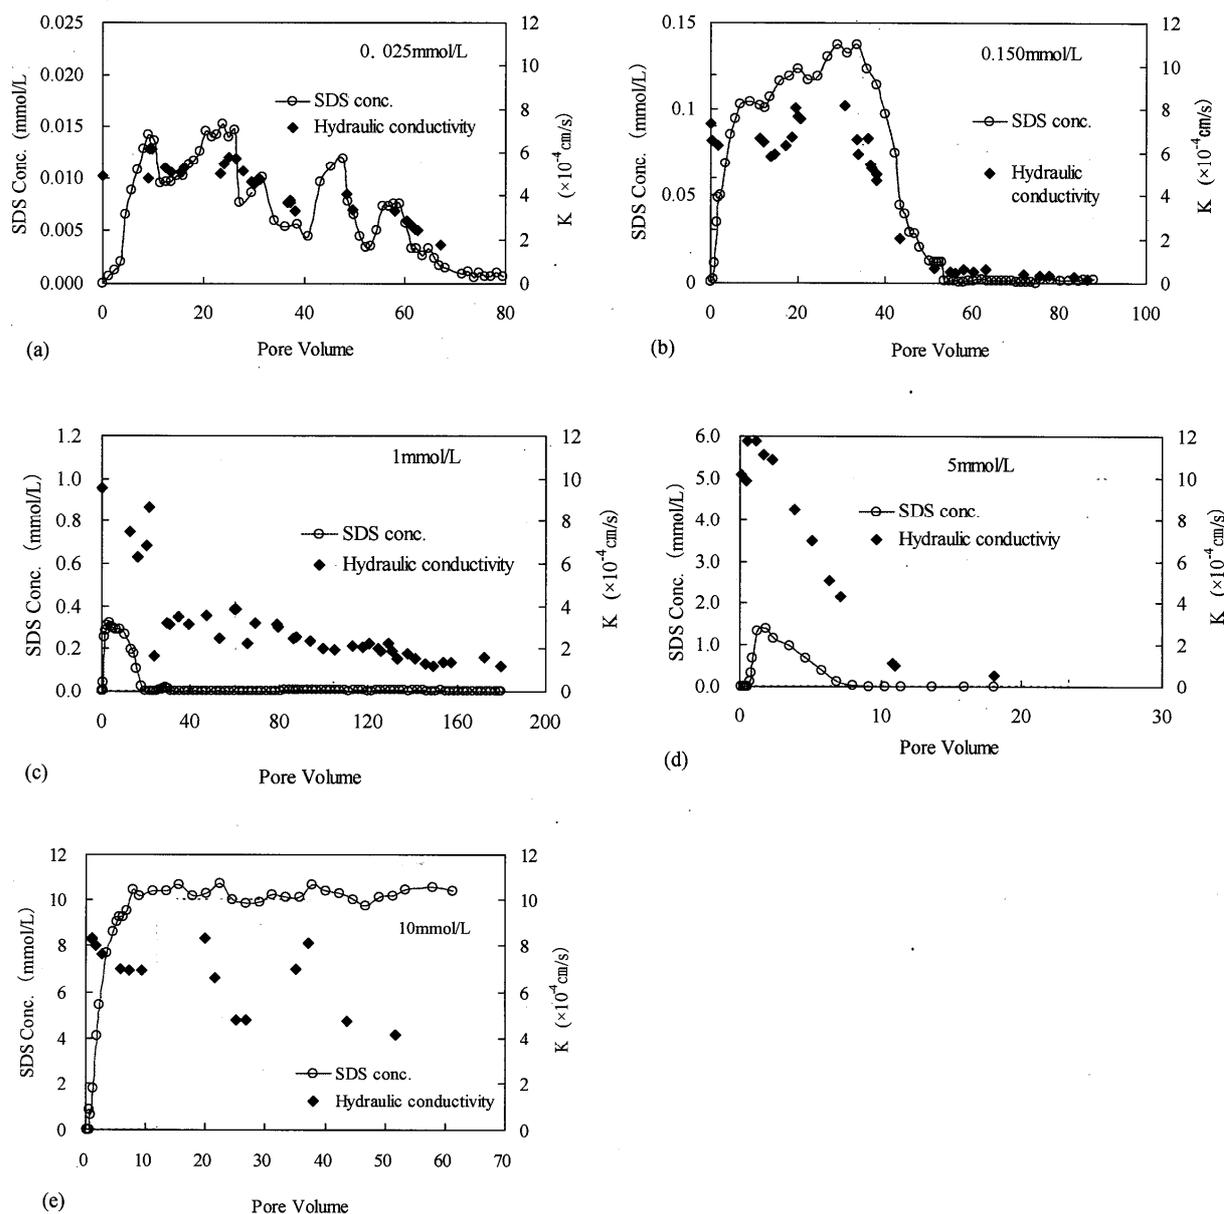 0.025
0.020
0.015
0.010
0.005
0.000
SDS Conc. (mmol/L)
0. 025mmol/L
SDS conc.
Hydraulic conductivity
12
10
8
6
4
2
0
K (×10⁻⁴cm/s)
0 20 40 60 80
Pore Volume
(a)
0.15
0.1
0.05
0
SDS Conc. (mmol/L)
0.150mmol/L
SDS conc.
Hydraulic
conductivity
12
10
8
6
4
2
0
K (×10⁻⁴cm/s)
0 20 40 60 80 100
Pore Volume
(b)
1.2
1.0
0.8
0.6
0.4
0.2
0.0
SDS Conc. (mmol/L)
1mmol/L
SDS conc.
Hydraulic conductivity
12
10
8
6
4
2
0
K (×10⁻⁴cm/s)
0 40 80 120 160 200
Pore Volume
(c)
6.0
5.0
4.0
3.0
2.0
1.0
0.0
SDS Conc. (mmol/L)
5mmol/L
SDS conc.
Hydraulic conductiviy
12
10
8
6
4
2
0
K (×10⁻⁴cm/s)
0 10 20 30
Pore Volume
(d)
12
10
8
6
4
2
0
SDS Conc. (mmol/L)
10mmol/L
SDS conc.
Hydraulic conductivity
12
10
8
6
4
2
0
K (×10⁻⁴cm/s)
0 10 20 30 40 50 60 70
Pore Volume
(e)